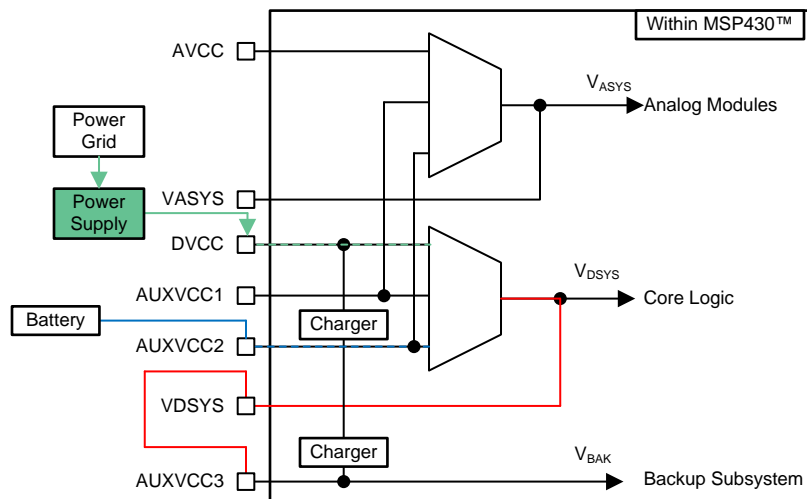 Within MSP430™
AVCC
VASYS
Analog Modules
Power
Grid
Power
Supply
VASYS
DVCC
VDSYS
AUXVCC1
Core Logic
Battery
Charger
AUXVCC2
VDSYS
Charger
VBAK
AUXVCC3
Backup Subsystem